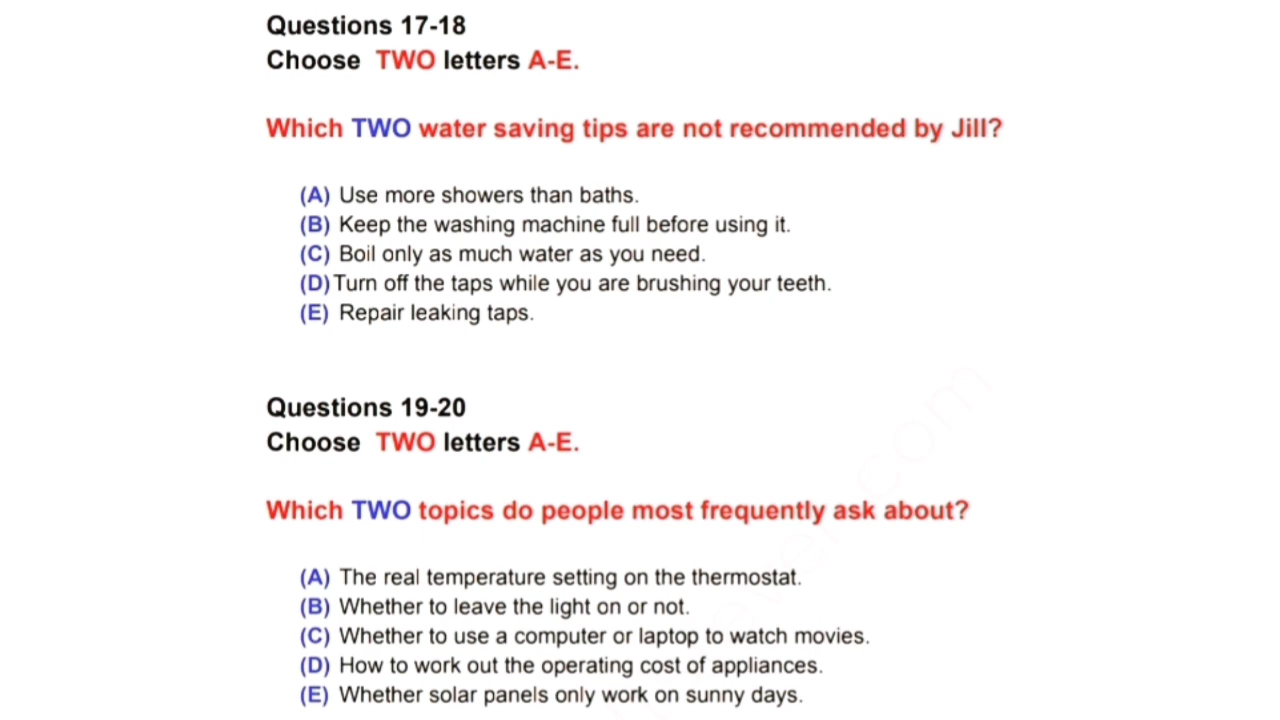 Questions 17-18
Choose TWO letters A-E.
Which TWO water saving tips are not recommended by Jill?
(A) Use more showers than baths.
(B) Keep the washing machine full before using it.
(C) Boil only as much water as you need.
(D) Turn off the taps while you are brushing your teeth.
(E) Repair leaking taps.
Questions 19-20
Choose TWO letters A-E.
Which TWO topics do people most frequently ask about?
(A) The real temperature setting on the thermostat.
(B) Whether to leave the light on or not.
(C) Whether to use a computer or laptop to watch movies.
(D) How to work out the operating cost of appliances.
(E) Whether solar panels only work on sunny days.